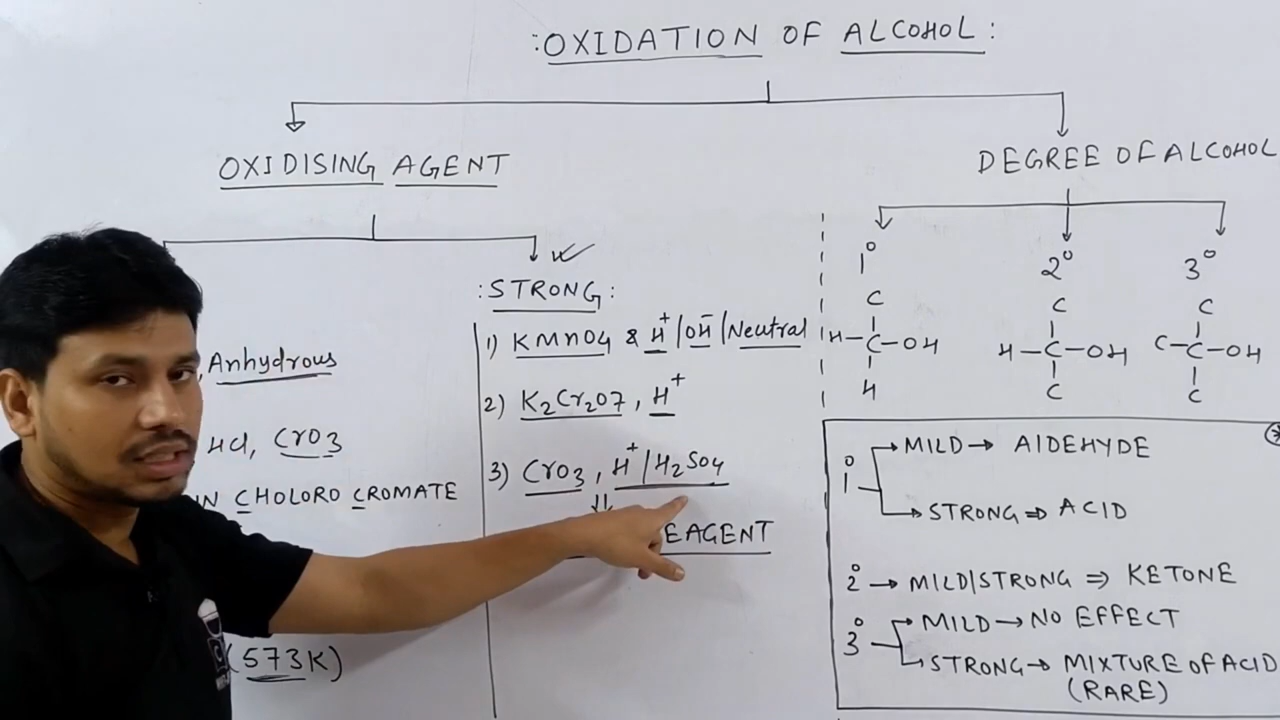 :OXIDATION OF ALCOHOL:
OXIDISING AGENT
DEGREE OF ALCOHOL
:STRONG:
1) KMnO4 & H⁺/OH⁻/Neutral
2) K2Cr2O7, H⁺
3) CrO3, H⁺/H2SO4
EAGENT
, Anhydrous
HCl, CrO3
IN CHOLORO CROMATE
(573K)
1° 2° 3°
C C C
H-C-OH H-C-OH C-C-OH
H C C
1° MILD → AlDEHYDE
STRONG ⇒ ACID
2° → MILD/STRONG ⇒ KETONE
3° MILD → NO EFFECT
STRONG → MIXTURE OF ACID
(RARE)